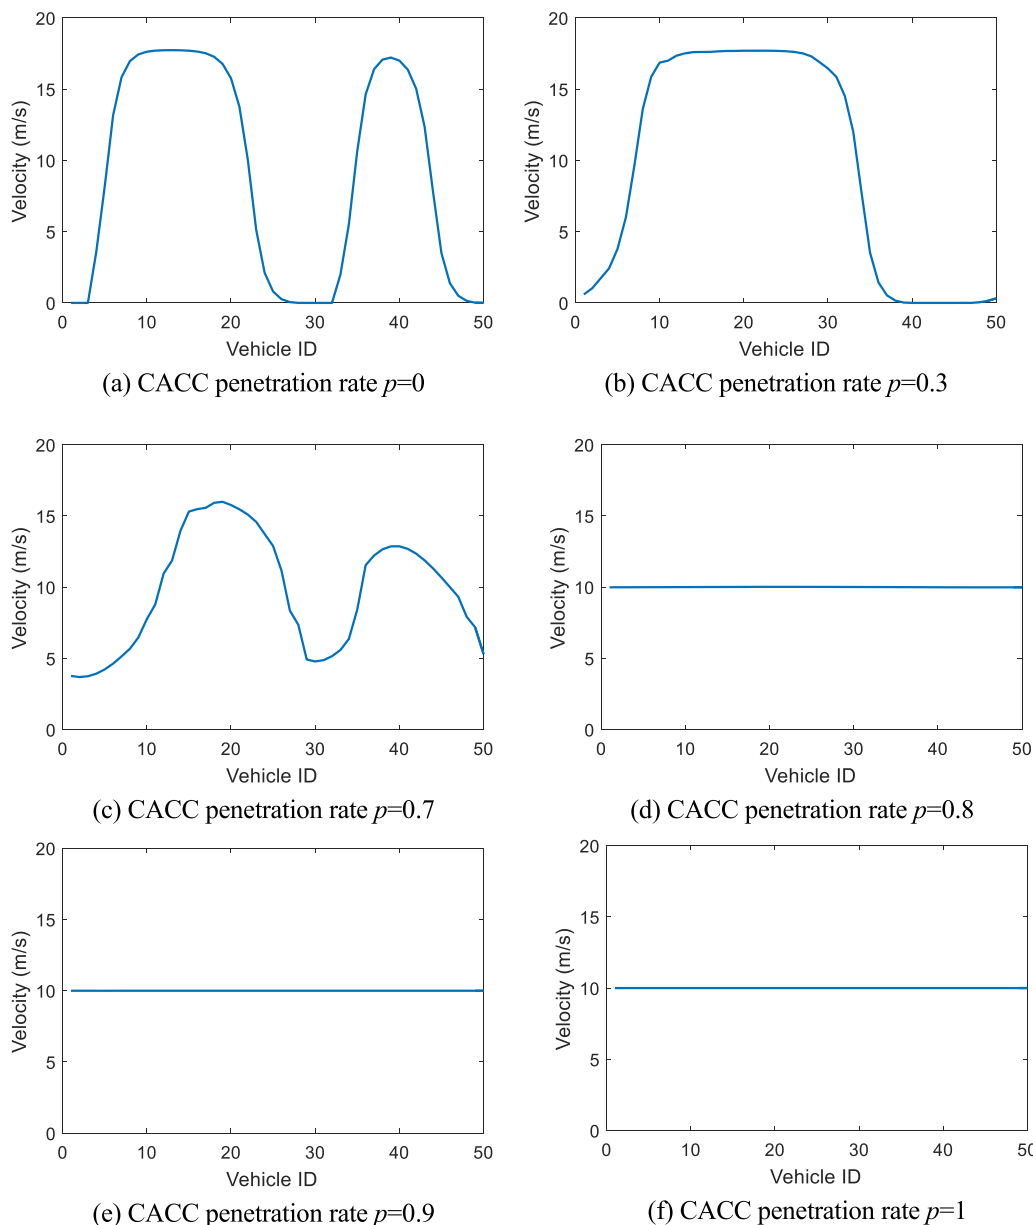 20
15
10
5
0
Velocity (m/s)
0 10 20 30 40 50
Vehicle ID
(a) CACC penetration rate p=0
20
15
10
5
0
Velocity (m/s)
0 10 20 30 40 50
Vehicle ID
(b) CACC penetration rate p=0.3
20
15
10
5
0
Velocity (m/s)
0 10 20 30 40 50
Vehicle ID
(c) CACC penetration rate p=0.7
20
15
10
5
0
Velocity (m/s)
0 10 20 30 40 50
Vehicle ID
(d) CACC penetration rate p=0.8
20
15
10
5
0
Velocity (m/s)
0 10 20 30 40 50
Vehicle ID
(e) CACC penetration rate p=0.9
20
15
10
5
0
Velocity (m/s)
0 10 20 30 40 50
Vehicle ID
(f) CACC penetration rate p=1